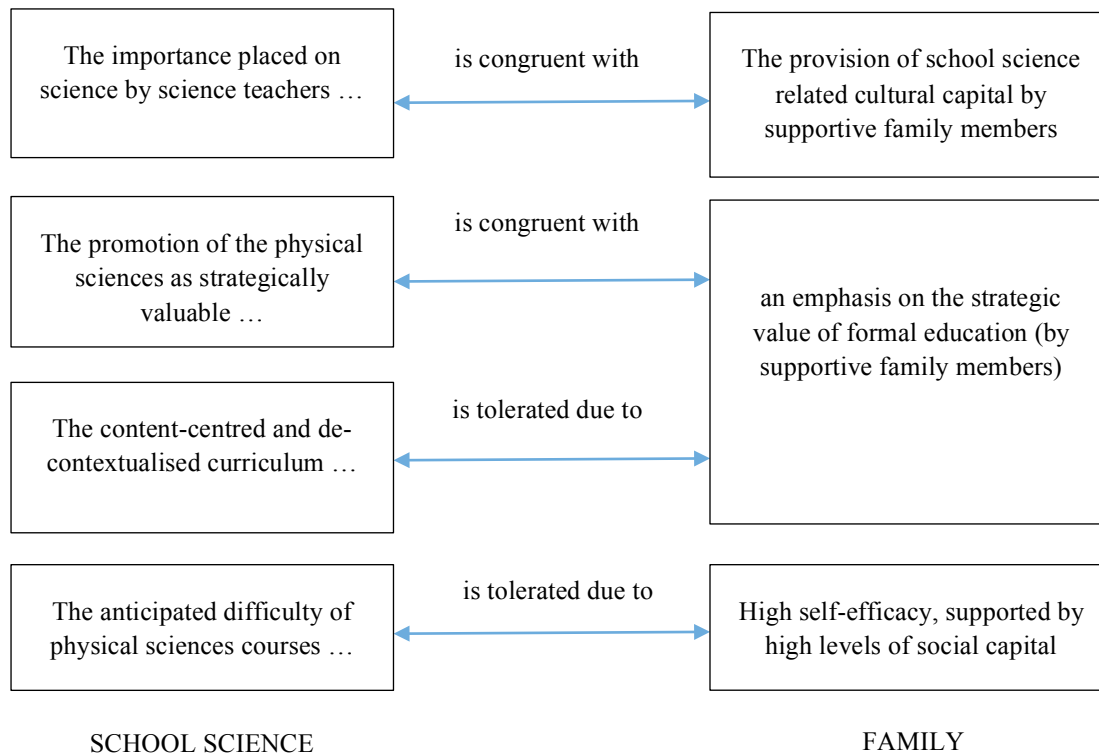 The importance placed on
science by science teachers …
is congruent with
The provision of school science
related cultural capital by
supportive family members
The promotion of the physical
sciences as strategically
valuable …
is congruent with
an emphasis on the strategic
value of formal education (by
supportive family members)
The content-centred and de-
contextualised curriculum …
is tolerated due to
The anticipated difficulty of
physical sciences courses …
is tolerated due to
High self-efficacy, supported by
high levels of social capital
SCHOOL SCIENCE
FAMILY